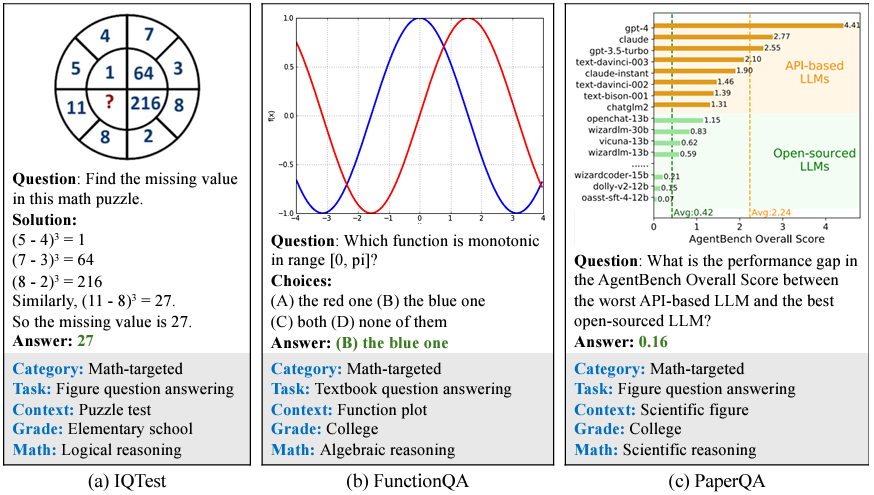 4
7
5
1
64
3
11
?
216
8
8
2
Question: Find the missing value
in this math puzzle.
Solution:
(5 - 4)³ = 1
(7 - 3)³ = 64
(8 - 2)³ = 216
Similarly, (11 - 8)³ = 27.
So the missing value is 27.
Answer: 27
Category: Math-targeted
Task: Figure question answering
Context: Puzzle test
Grade: Elementary school
Math: Logical reasoning
(a) IQTest
1.0
0.5
0.0
−0.5
−1.0
f(x)
−4 −3 −2 −1 0 1 2 3 4
Question: Which function is monotonic
in range [0, pi]?
Choices:
(A) the red one (B) the blue one
(C) both (D) none of them
Answer: (B) the blue one
Category: Math-targeted
Task: Textbook question answering
Context: Function plot
Grade: College
Math: Algebraic reasoning
(b) FunctionQA
gpt-4 4.41
claude 2.77
gpt-3.5-turbo 2.55
text-davinci-003 2.10
claude-instant 1.90
text-davinci-002 1.46
text-bison-001 1.39
chatglm2 1.31
API-based
LLMs
openchat-13b 1.15
wizardlm-30b 0.83
vicuna-13b 0.62
wizardlm-13b 0.59
......
wizardcoder-15b 0.21
dolly-v2-12b 0.15
oasst-sft-4-12b 0.07
Open-sourced
LLMs
Avg:0.42 Avg:2.24
0 1 2 3 4
AgentBench Overall Score
Question: What is the performance gap in
the AgentBench Overall Score between
the worst API-based LLM and the best
open-sourced LLM?
Answer: 0.16
Category: Math-targeted
Task: Figure question answering
Context: Scientific figure
Grade: College
Math: Scientific reasoning
(c) PaperQA